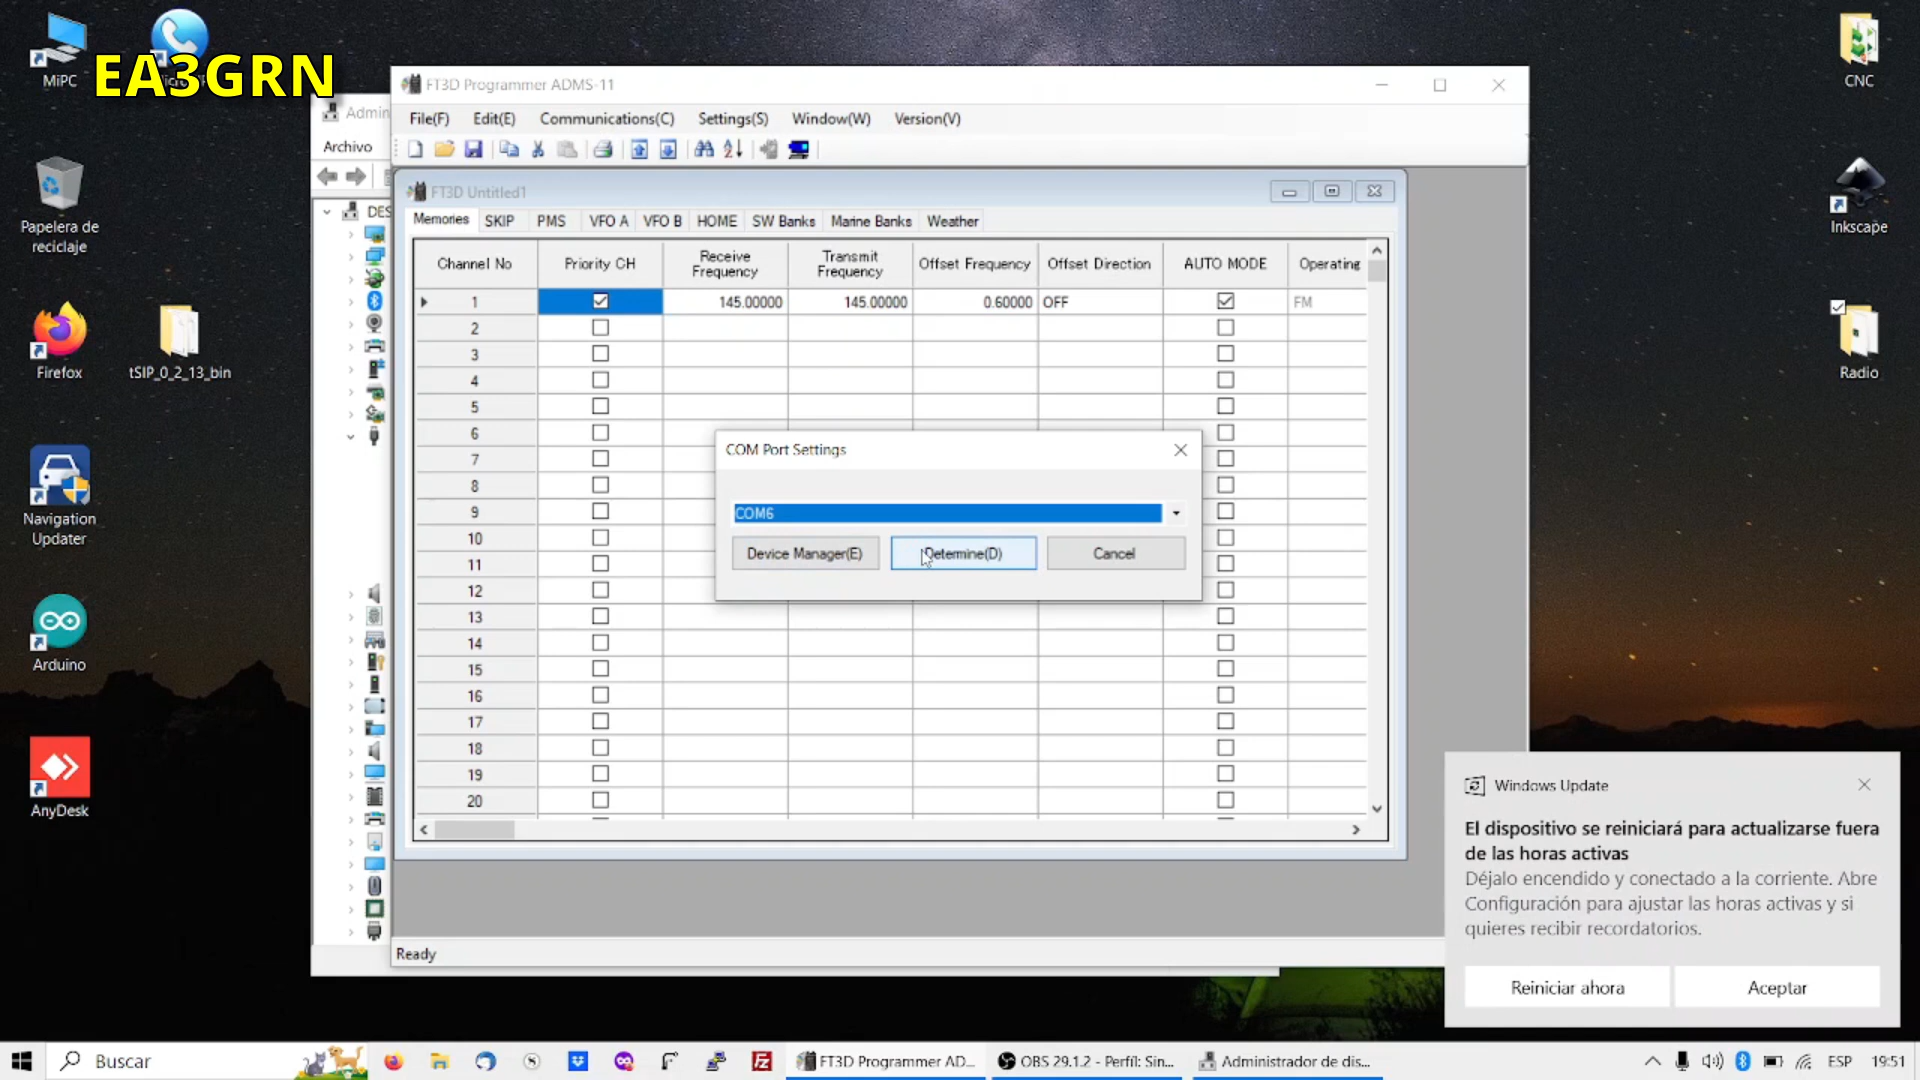 MiPC
EA3GRN
Papelera de
reciclaje
Firefox
tSIP_0_2_13_bin
Navigation
Updater
Arduino
AnyDesk
CNC
Inkscape
Radio
Admin
Archivo
DES
FT3D Programmer ADMS-11
File(F) Edit(E) Communications(C) Settings(S) Window(W) Version(V)
FT3D Untitled1
Memories SKIP PMS VFO A VFO B HOME SW Banks Marine Banks Weather
Channel No Priority CH Receive Frequency Transmit Frequency Offset Frequency Offset Direction AUTO MODE Operating
1 145.00000 145.00000 0.60000 OFF FM
2
3
4
5
6
7
8
9
10
11
12
13
14
15
16
17
18
19
20
COM Port Settings
COM6
Device Manager(E) Determine(D) Cancel
Ready
Windows Update
El dispositivo se reiniciará para actualizarse fuera
de las horas activas
Déjalo encendido y conectado a la corriente. Abre
Configuración para ajustar las horas activas y si
quieres recibir recordatorios.
Reiniciar ahora Aceptar
Buscar
FT3D Programmer AD... OBS 29.1.2 - Perfil: Sin... Administrador de dis...
ESP 19:51